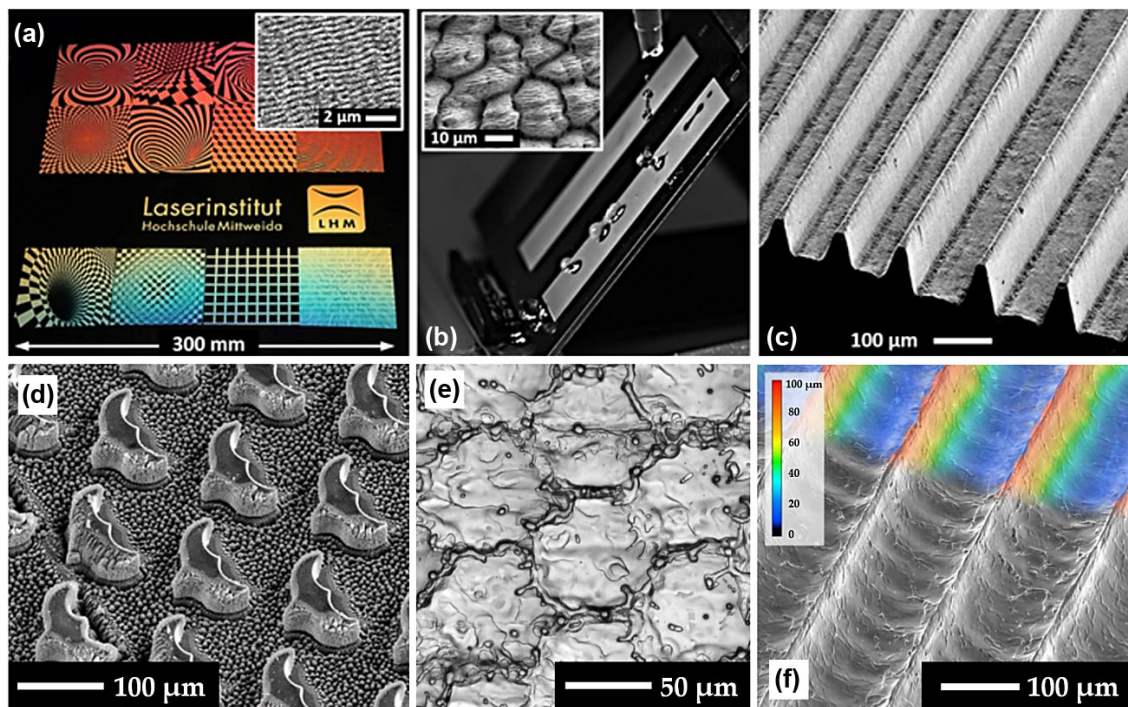 (a)
2 µm
Laserinstitut
Hochschule Mittweida
LHM
300 mm
10 µm
(b)
(c)
100 µm
(d)
100 µm
(e)
50 µm
100 µm
80
60
40
20
0
(f)
100 µm